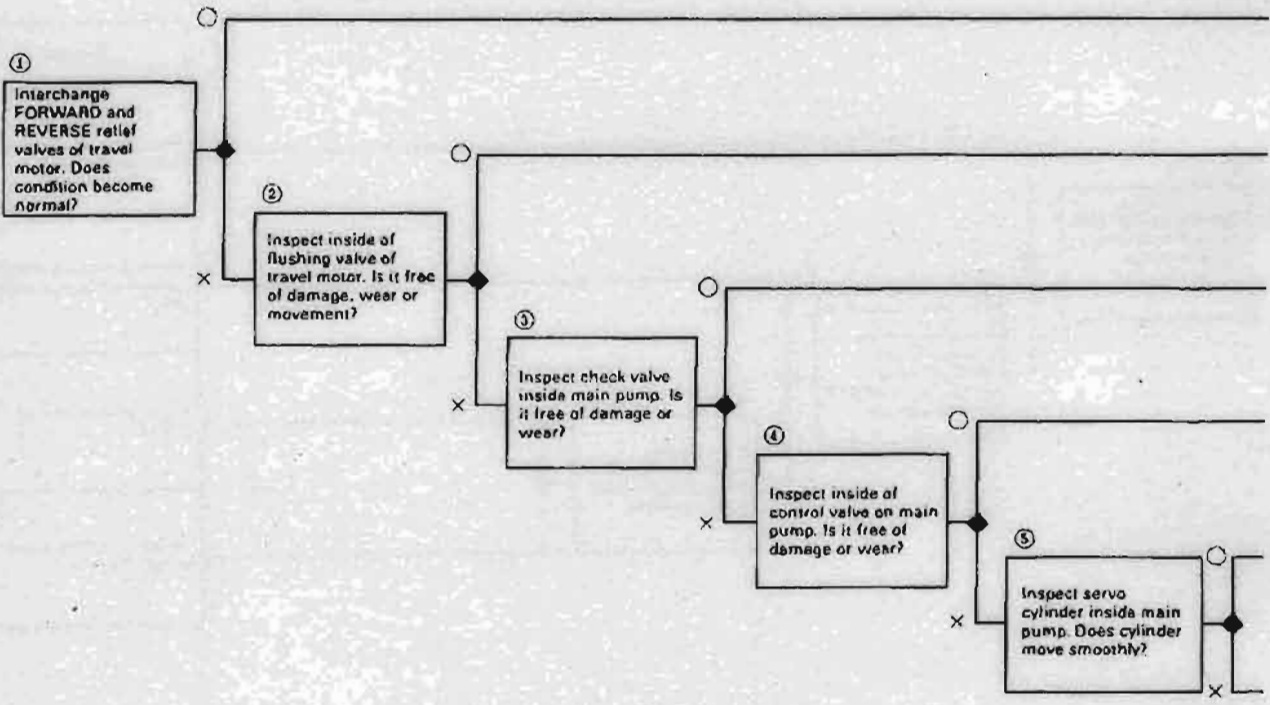 ①
Interchange
FORWARD and
REVERSE relief
valves of travel
motor. Does
condition become
normal?
②
Inspect inside of
flushing valve of
travel motor. Is it free
of damage, wear or
movement?
③
Inspect check valve
inside main pump. Is
it free of damage or
wear?
④
Inspect inside of
control valve on main
pump. Is it free of
damage or wear?
⑤
Inspect servo
cylinder inside main
pump. Does cylinder
move smoothly?